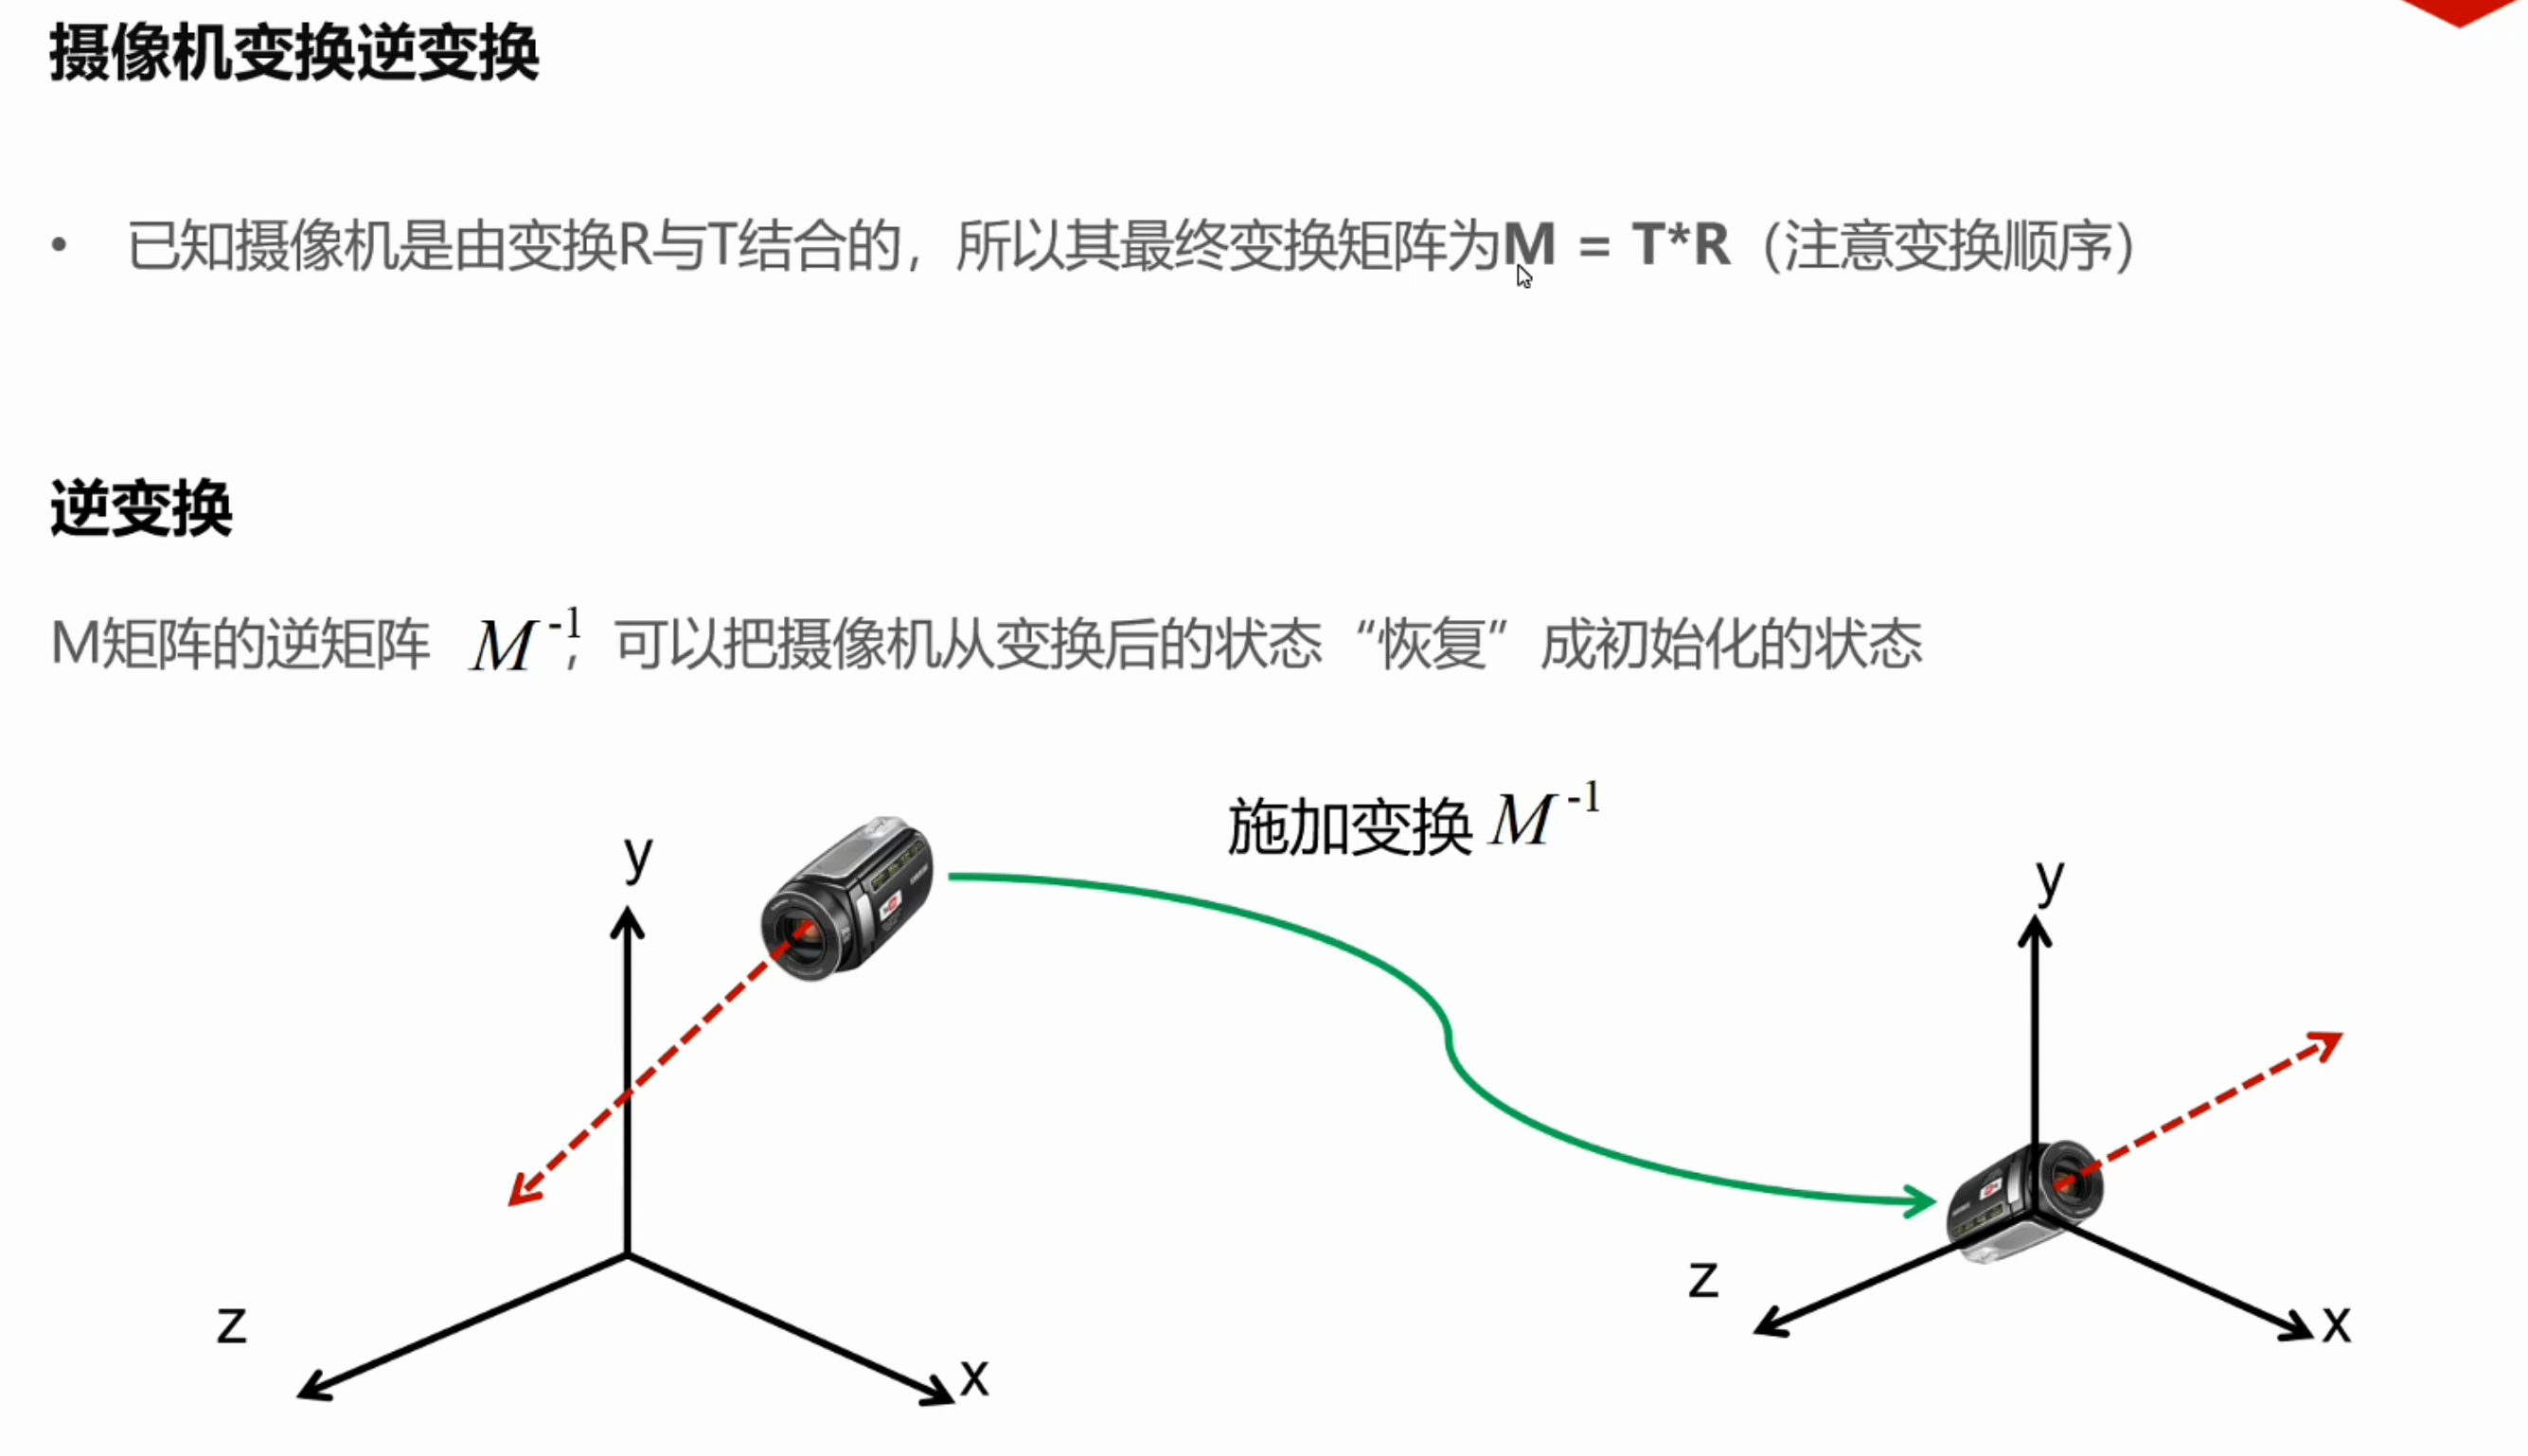 摄像机变换逆变换
• 已知摄像机是由变换R与T结合的，所以其最终变换矩阵为M = T*R（注意变换顺序）
逆变换
M矩阵的逆矩阵 M⁻¹，可以把摄像机从变换后的状态“恢复”成初始化的状态
施加变换 M⁻¹
y
z
x
y
z
x